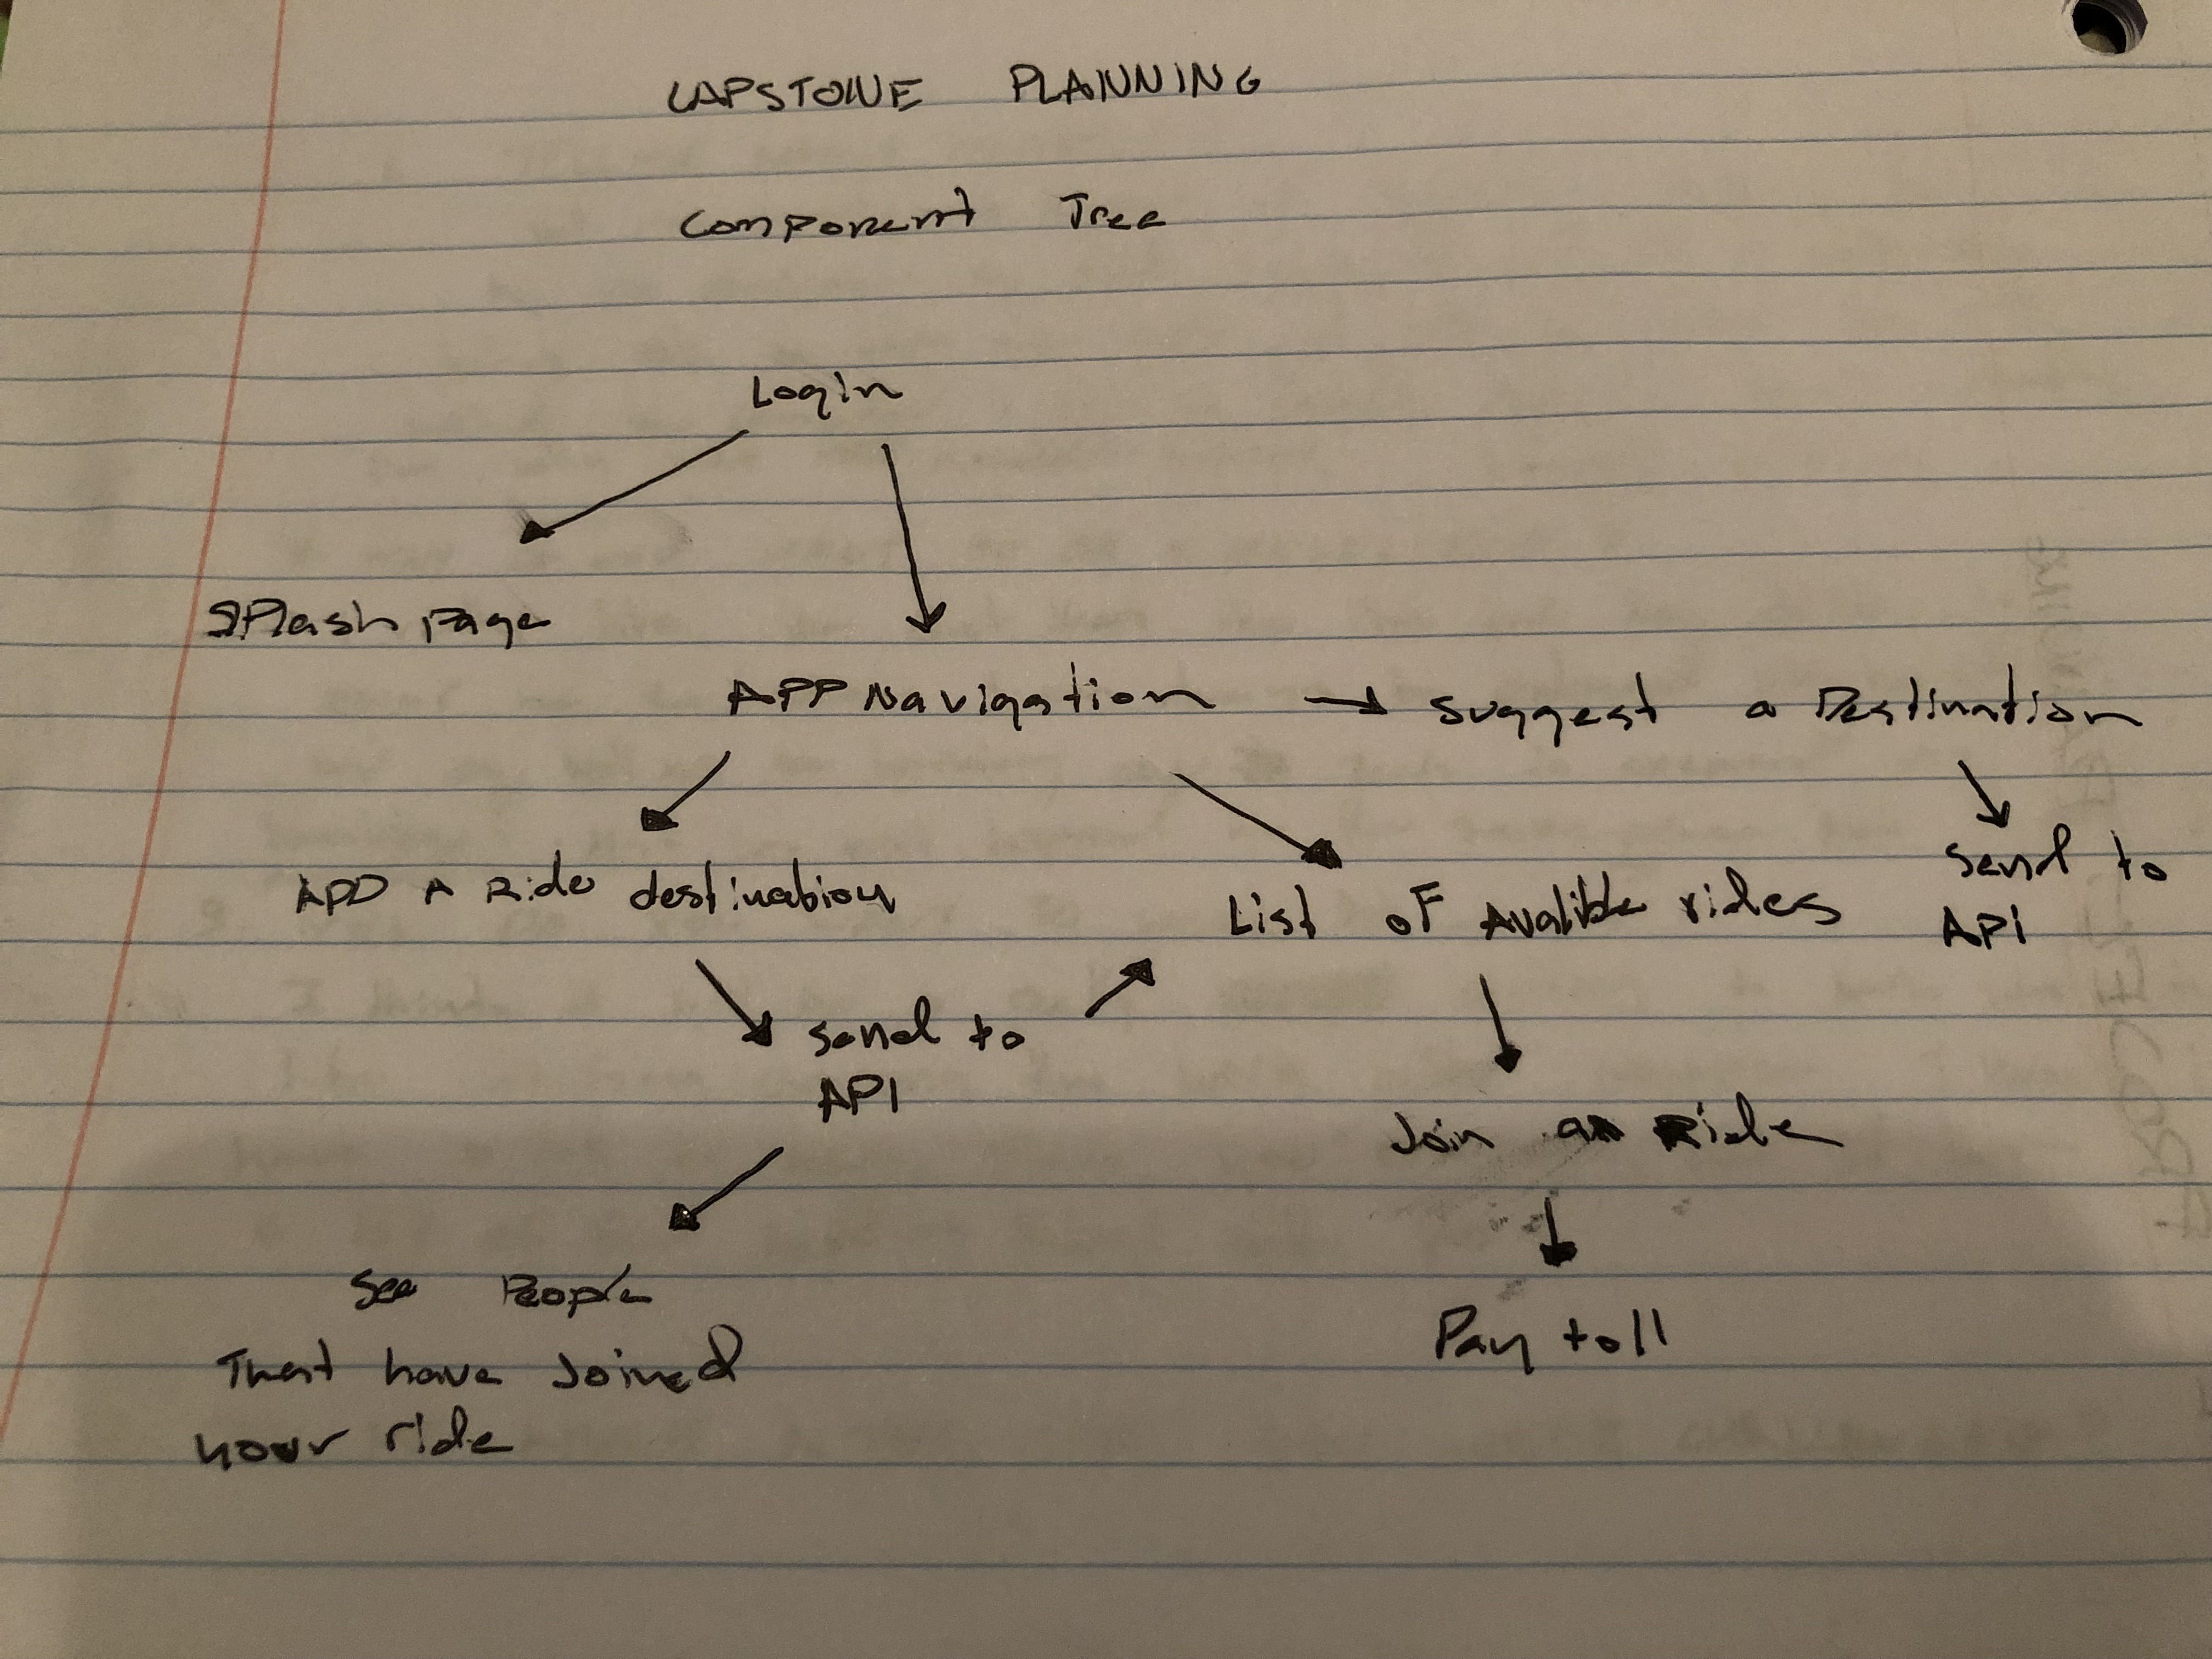 CAPSTONE PLANNING
Component Tree
Login
Splash page
APP Navigation → Suggest a Destination
ADD A Ride destination
List of Avalible rides
Send to
API
Send to
API
Join a Ride
See People
That have Joined
your ride
Pay toll